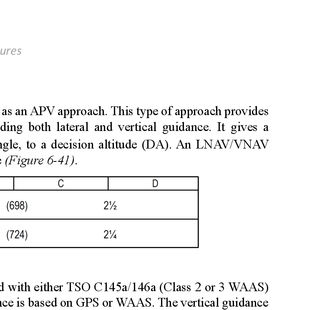 ures
as an APV approach. This type of approach provides
ding both lateral and vertical guidance. It gives a
ngle, to a decision altitude (DA). An LNAV/VNAV
(Figure 6-41).
C D
(698) 2½
(724) 2¼
d with either TSO C145a/146a (Class 2 or 3 WAAS)
nce is based on GPS or WAAS. The vertical guidance